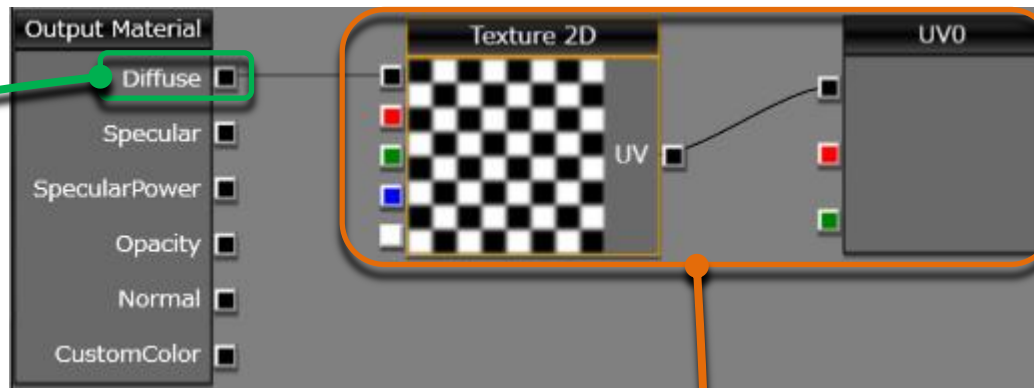 Output Material
Diffuse
Specular
SpecularPower
Opacity
Normal
CustomColor
Texture 2D
UV
UV0